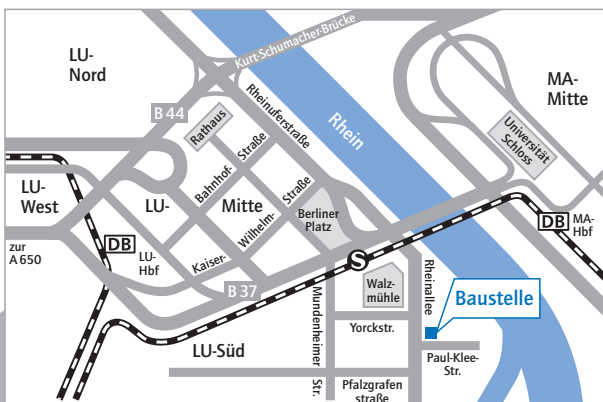 LU-
Nord
Kurt-Schumacher-Brücke
MA-
Mitte
B 44
Rathaus
Rheinuferstraße
Rhein
Universität
Schloss
LU-
West
LU-
Mitte
Bahnhof-
Straße
Kaiser-
Wilhelm-
Straße
Berliner
Platz
zur
A 650
DB
LU-
Hbf
DB
MA-
Hbf
B 37
S
Walz-
mühle
Rheinallee
Baustelle
Mundenheimer
Str.
Yorckstr.
LU-Süd
Paul-Klee-
Str.
Pfalzgrafen
straße